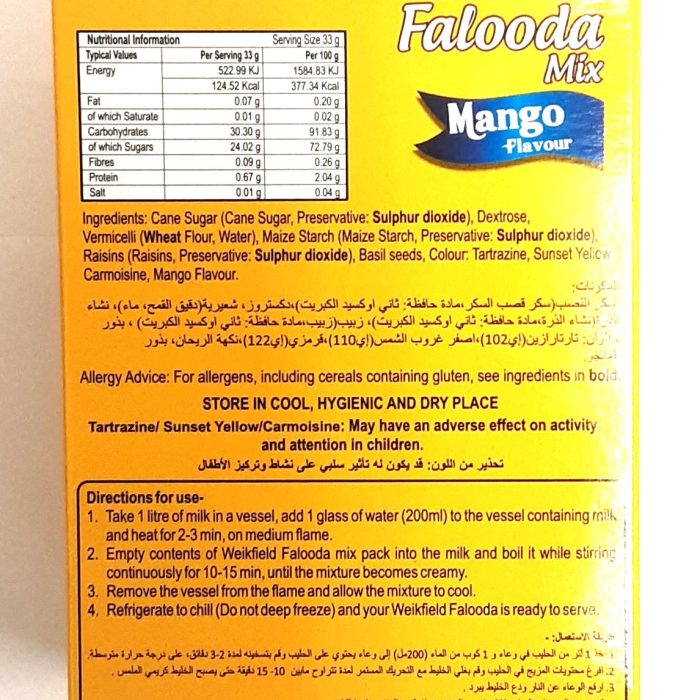 Falooda
Mix
Mango
Flavour
Nutritional Information Serving Size 33 g
Typical Values Per Serving 33 g Per 100 g
Energy 522.99 KJ 1584.83 KJ
124.52 Kcal 377.34 Kcal
Fat 0.07 g 0.20 g
of which Saturate 0.01 g 0.02 g
Carbohydrates 30.30 g 91.83 g
of which Sugars 24.02 g 72.79 g
Fibres 0.09 g 0.26 g
Protein 0.67 g 2.04 g
Salt 0.01 g 0.04 g
Ingredients: Cane Sugar (Cane Sugar, Preservative: Sulphur dioxide), Dextrose,
Vermicelli (Wheat Flour, Water), Maize Starch (Maize Starch, Preservative: Sulphur dioxide),
Raisins (Raisins, Preservative: Sulphur dioxide), Basil seeds, Colour: Tartrazine, Sunset Yellow
Carmoisine, Mango Flavour.
المكونات:
سكر القصب(سكر قصب السكر،مادة حافظة: ثاني اوكسيد الكبريت)،دكستروز، شعيرية(دقيق القمح، ماء)، نشاء
الذرة(نشاء الذرة،مادة حافظة: ثاني اوكسيد الكبريت)، زبيب(زبيب،مادة حافظة: ثاني اوكسيد الكبريت) ، بذور
تارتارازين(إي102)،اصفر غروب الشمس(إي110)،قرمزي(إي122)،نكهة الريحان، بذور
Allergy Advice: For allergens, including cereals containing gluten, see ingredients in bold.
STORE IN COOL, HYGIENIC AND DRY PLACE
Tartrazine/ Sunset Yellow/Carmoisine: May have an adverse effect on activity
and attention in children.
تحذير من اللون: قد يكون له تأثير سلبي على نشاط وتركيز الأطفال
Directions for use-
1. Take 1 litre of milk in a vessel, add 1 glass of water (200ml) to the vessel containing milk
and heat for 2-3 min, on medium flame.
2. Empty contents of Weikfield Falooda mix pack into the milk and boil it while stirring
continuously for 10-15 min, until the mixture becomes creamy.
3. Remove the vessel from the flame and allow the mixture to cool.
4. Refrigerate to chill (Do not deep freeze) and your Weikfield Falooda is ready to serve.
طريقة الاستعمال: -
1 لتر من الحليب في وعاء و 1 كوب من الماء (200مل) إلى وعاء يحتوي على الحليب وقم بتسخينه لمدة 2-3 دقائق، على درجة حرارة متوسطة.
2. افرغ محتويات المزيج في الحليب وقم بغلي الخليط مع التحريك المستمر لمدة تتراوح مابين 10- 15 دقيقة حتى يصبح الخليط كريمي الملمس .
3. ارفع الوعاء عن النار ودع الخليط يبرد .